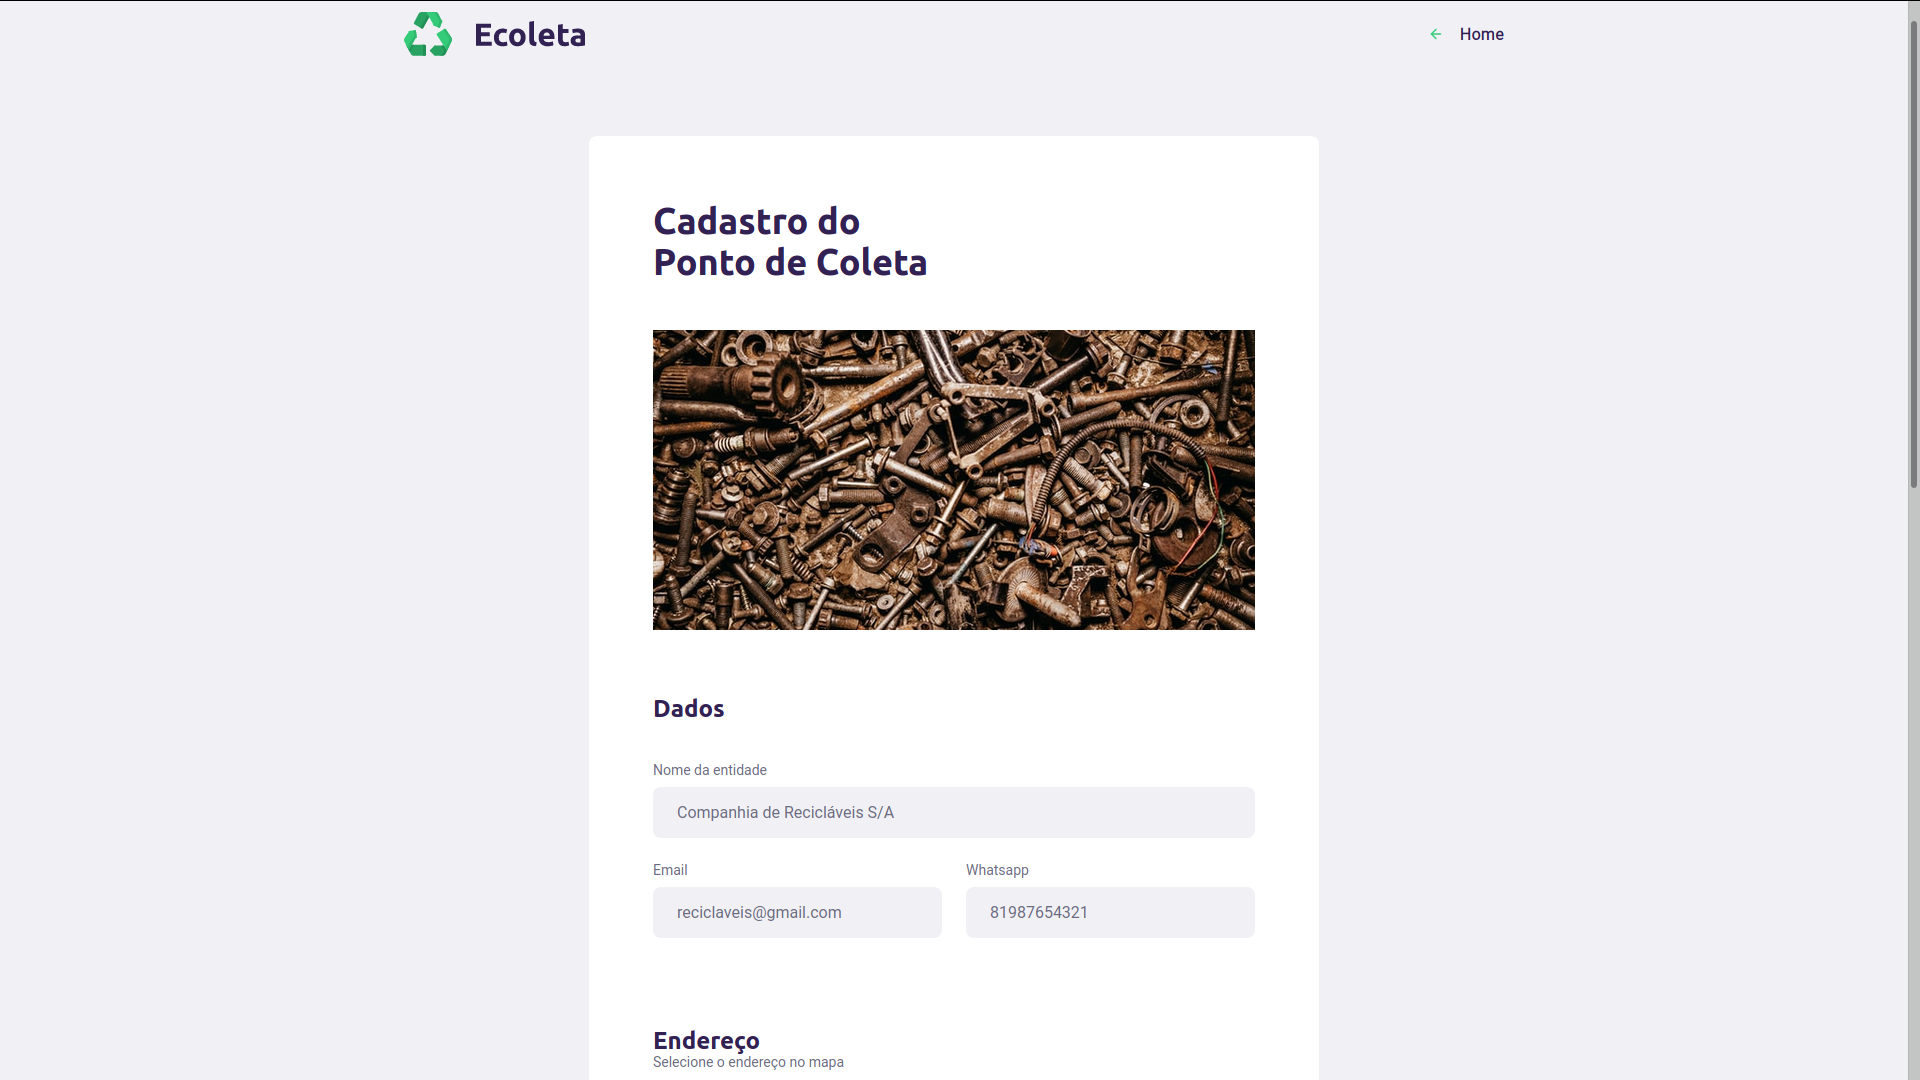 Ecoleta
Home
Cadastro do
Ponto de Coleta
Dados
Nome da entidade
Companhia de Recicláveis S/A
Email
Whatsapp
reciclaveis@gmail.com
81987654321
Endereço
Selecione o endereço no mapa